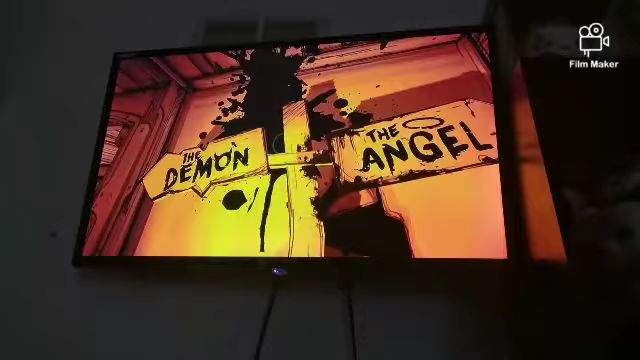 Film Maker
THE
DEMON
THE
ANGEL